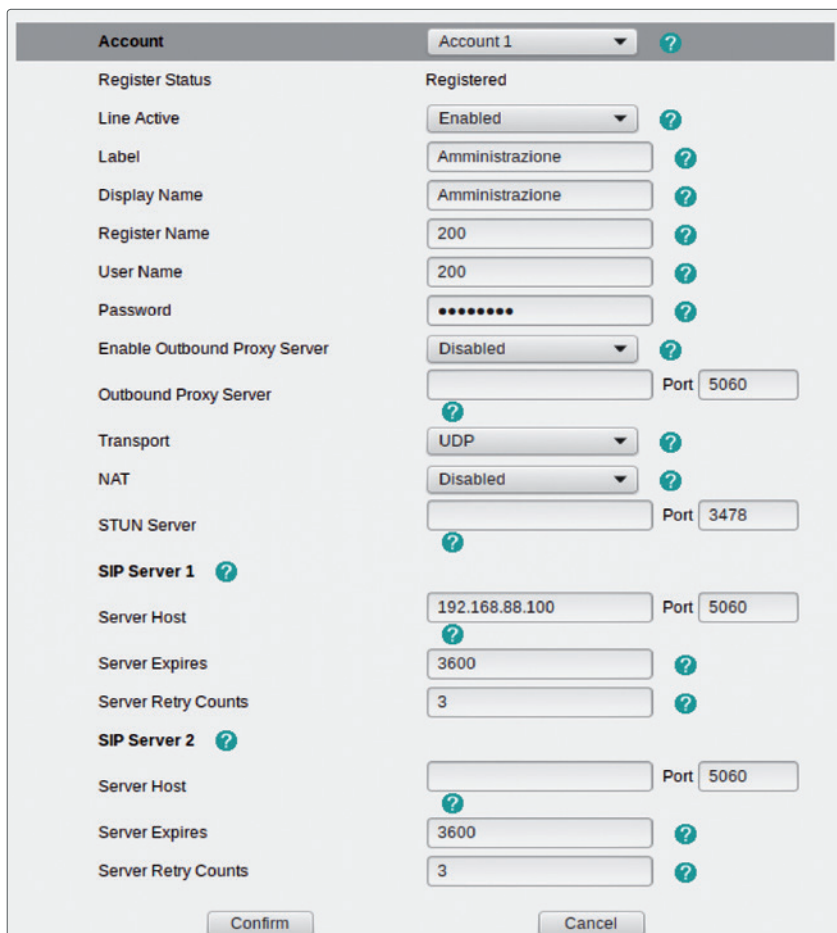 Account Account 1 ?
Register Status Registered
Line Active Enabled ?
Label Amministrazione ?
Display Name Amministrazione ?
Register Name 200 ?
User Name 200 ?
Password •••••••• ?
Enable Outbound Proxy Server Disabled ?
Outbound Proxy Server Port 5060
?
Transport UDP ?
NAT Disabled ?
STUN Server Port 3478
?
SIP Server 1 ?
Server Host 192.168.88.100 Port 5060
?
Server Expires 3600 ?
Server Retry Counts 3 ?
SIP Server 2 ?
Server Host Port 5060
?
Server Expires 3600 ?
Server Retry Counts 3 ?
Confirm Cancel